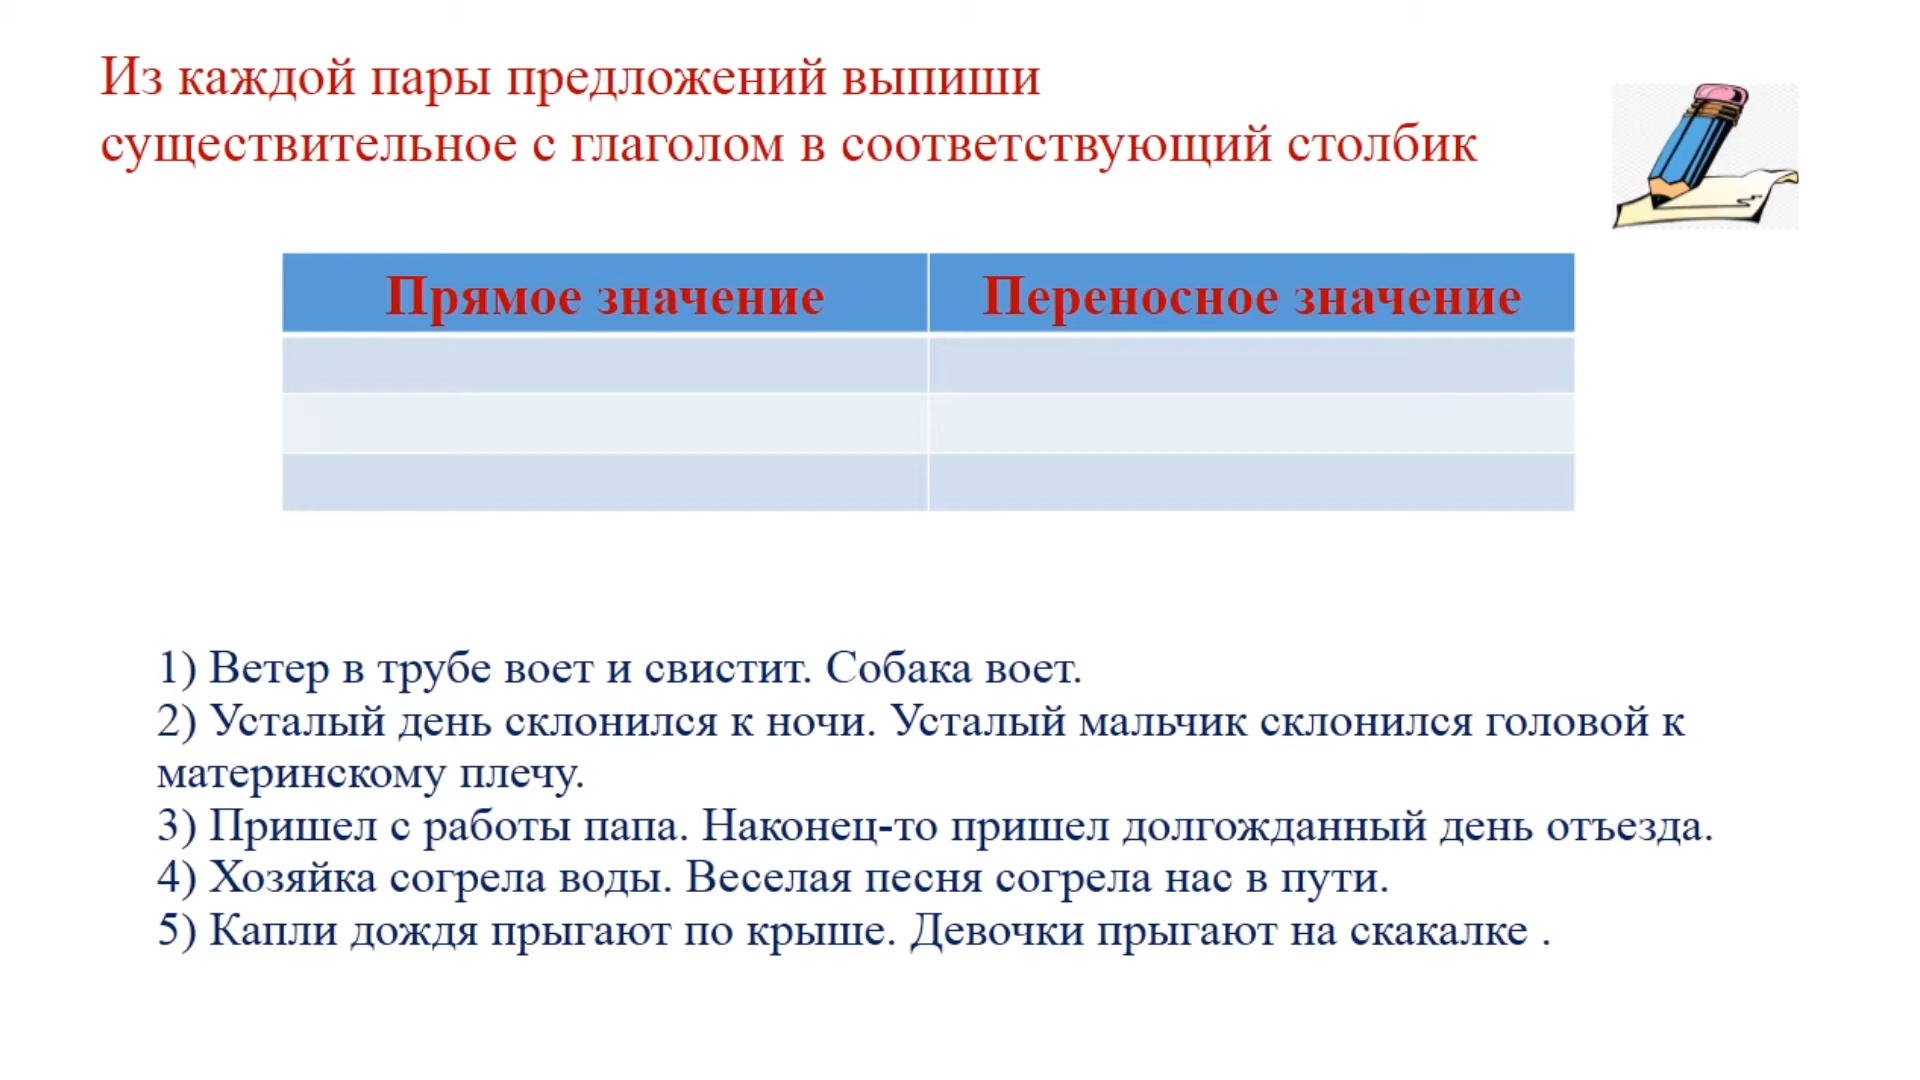 Из каждой пары предложений выпиши
существительное с глаголом в соответствующий столбик
Прямое значение
Переносное значение
1) Ветер в трубе воет и свистит. Собака воет.
2) Усталый день склонился к ночи. Усталый мальчик склонился головой к
материнскому плечу.
3) Пришел с работы папа. Наконец-то пришел долгожданный день отъезда.
4) Хозяйка согрела воды. Веселая песня согрела нас в пути.
5) Капли дождя прыгают по крыше. Девочки прыгают на скакалке .